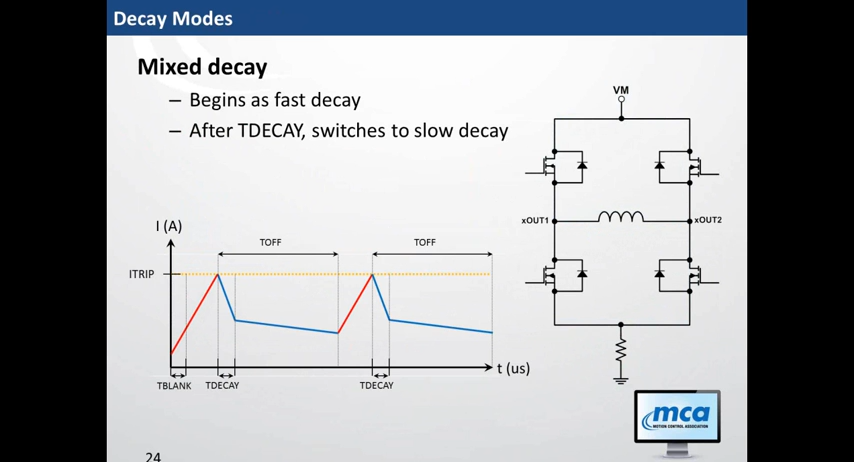 Decay Modes
Mixed decay
– Begins as fast decay
– After TDECAY, switches to slow decay
VM
xOUT1
xOUT2
I (A)
TOFF
TOFF
ITRIP
t (us)
TBLANK
TDECAY
TDECAY
mca
MOTION CONTROL ASSOCIATION
24